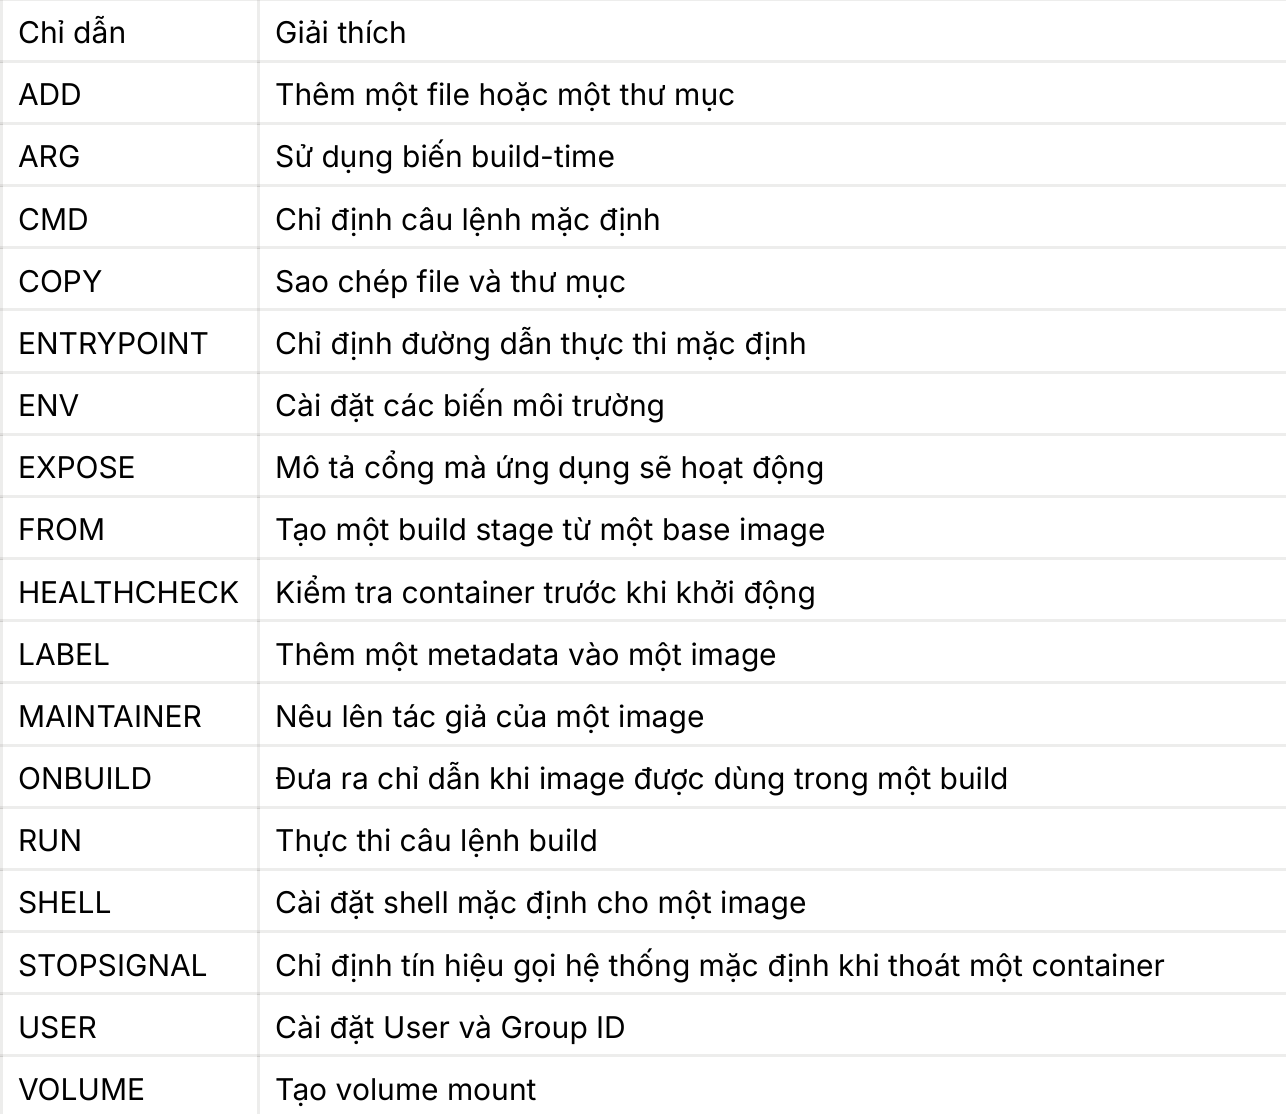 Chỉ dẫn Giải thích
ADD Thêm một file hoặc một thư mục
ARG Sử dụng biến build-time
CMD Chỉ định câu lệnh mặc định
COPY Sao chép file và thư mục
ENTRYPOINT Chỉ định đường dẫn thực thi mặc định
ENV Cài đặt các biến môi trường
EXPOSE Mô tả cổng mà ứng dụng sẽ hoạt động
FROM Tạo một build stage từ một base image
HEALTHCHECK Kiểm tra container trước khi khởi động
LABEL Thêm một metadata vào một image
MAINTAINER Nêu lên tác giả của một image
ONBUILD Đưa ra chỉ dẫn khi image được dùng trong một build
RUN Thực thi câu lệnh build
SHELL Cài đặt shell mặc định cho một image
STOPSIGNAL Chỉ định tín hiệu gọi hệ thống mặc định khi thoát một container
USER Cài đặt User và Group ID
VOLUME Tạo volume mount